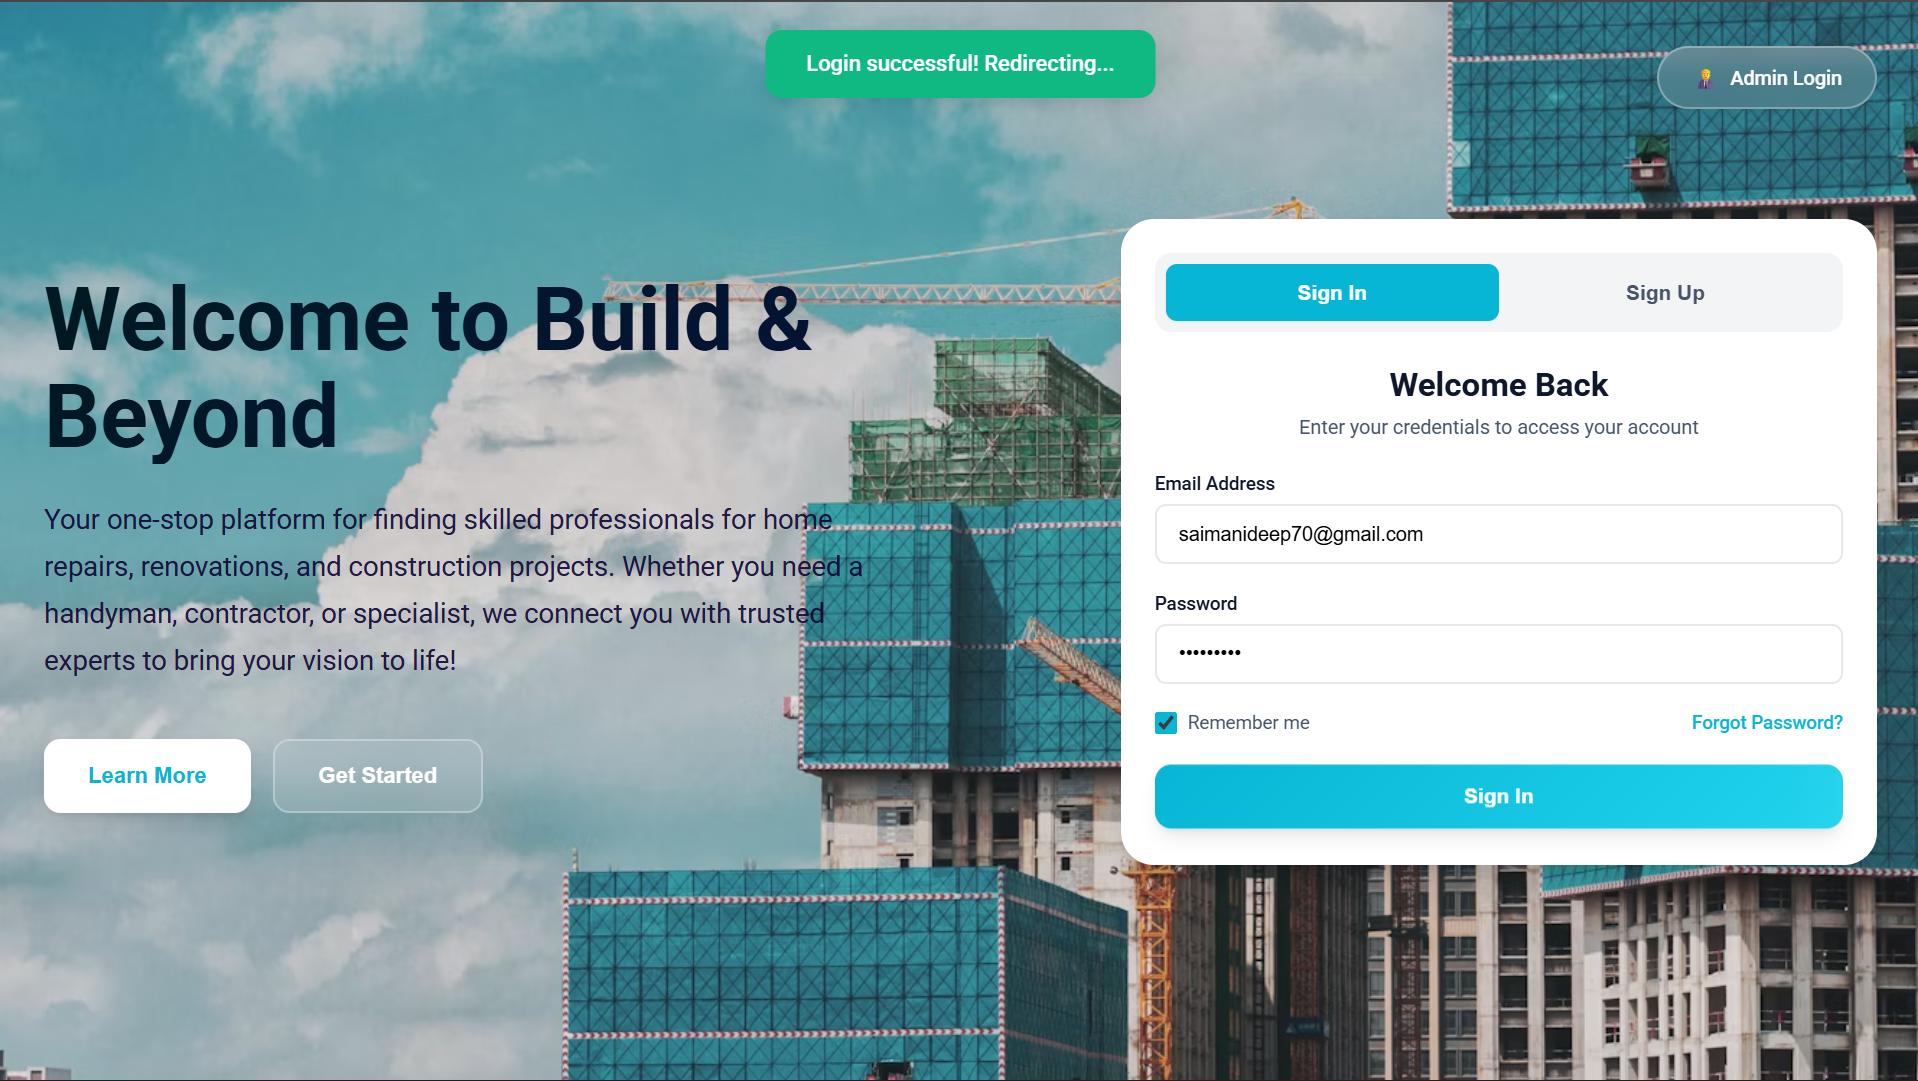 Login successful! Redirecting...
Admin Login
Welcome to Build &
Beyond
Your one-stop platform for finding skilled professionals for home
repairs, renovations, and construction projects. Whether you need a
handyman, contractor, or specialist, we connect you with trusted
experts to bring your vision to life!
Learn More
Get Started
Sign In
Sign Up
Welcome Back
Enter your credentials to access your account
Email Address
saimanideep70@gmail.com
Password
•••••••••
Remember me
Forgot Password?
Sign In